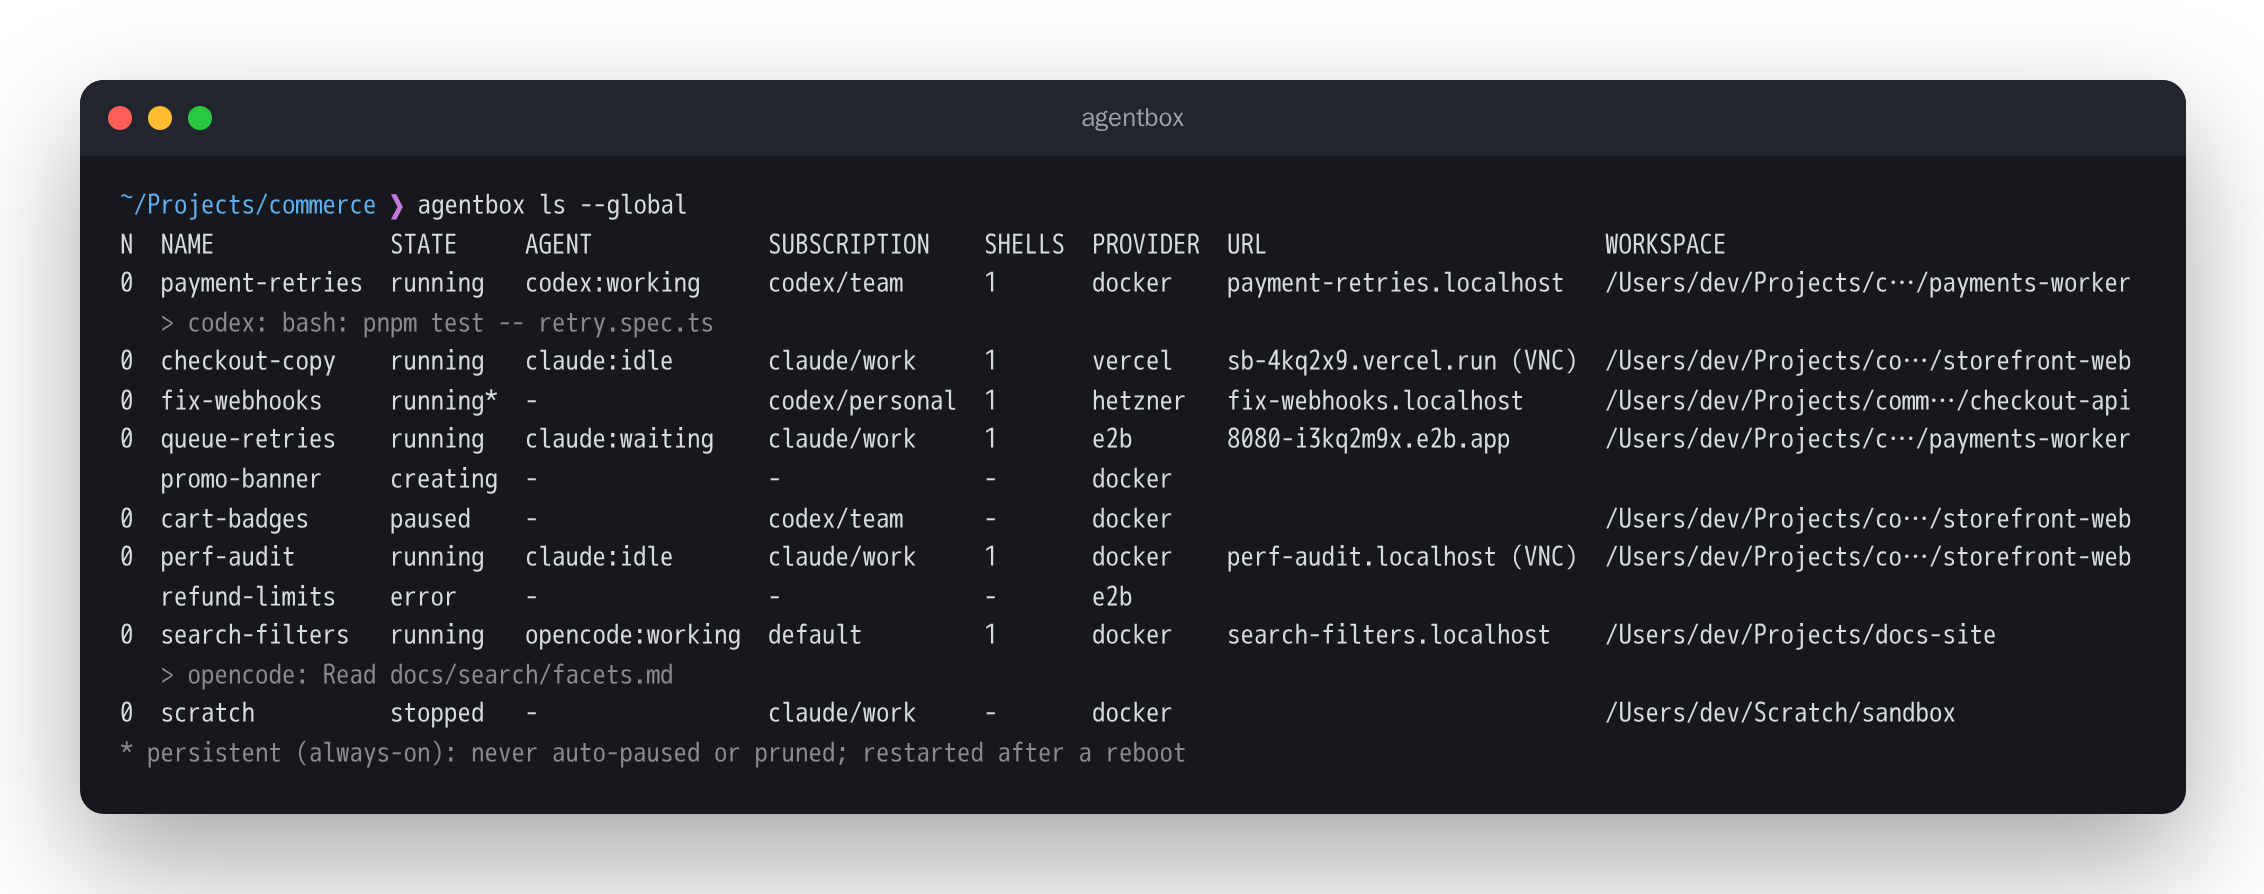 agentbox
~/Projects/commerce ❯ agentbox ls --global
N  NAME             STATE     AGENT             SUBSCRIPTION    SHELLS  PROVIDER  URL                         WORKSPACE
0  payment-retries  running   codex:working     codex/team      1       docker    payment-retries.localhost   /Users/dev/Projects/c···/payments-worker
   > codex: bash: pnpm test -- retry.spec.ts
0  checkout-copy    running   claude:idle       claude/work     1       vercel    sb-4kq2x9.vercel.run (VNC)  /Users/dev/Projects/co···/storefront-web
0  fix-webhooks     running*  -                 codex/personal  1       hetzner   fix-webhooks.localhost      /Users/dev/Projects/comm···/checkout-api
0  queue-retries    running   claude:waiting    claude/work     1       e2b       8080-i3kq2m9x.e2b.app       /Users/dev/Projects/c···/payments-worker
   promo-banner     creating  -                 -               -       docker
0  cart-badges      paused    -                 codex/team      -       docker                                /Users/dev/Projects/co···/storefront-web
0  perf-audit       running   claude:idle       claude/work     1       docker    perf-audit.localhost (VNC)  /Users/dev/Projects/co···/storefront-web
   refund-limits    error     -                 -               -       e2b
0  search-filters   running   opencode:working  default         1       docker    search-filters.localhost    /Users/dev/Projects/docs-site
   > opencode: Read docs/search/facets.md
0  scratch          stopped   -                 claude/work     -       docker                                /Users/dev/Scratch/sandbox
* persistent (always-on): never auto-paused or pruned; restarted after a reboot